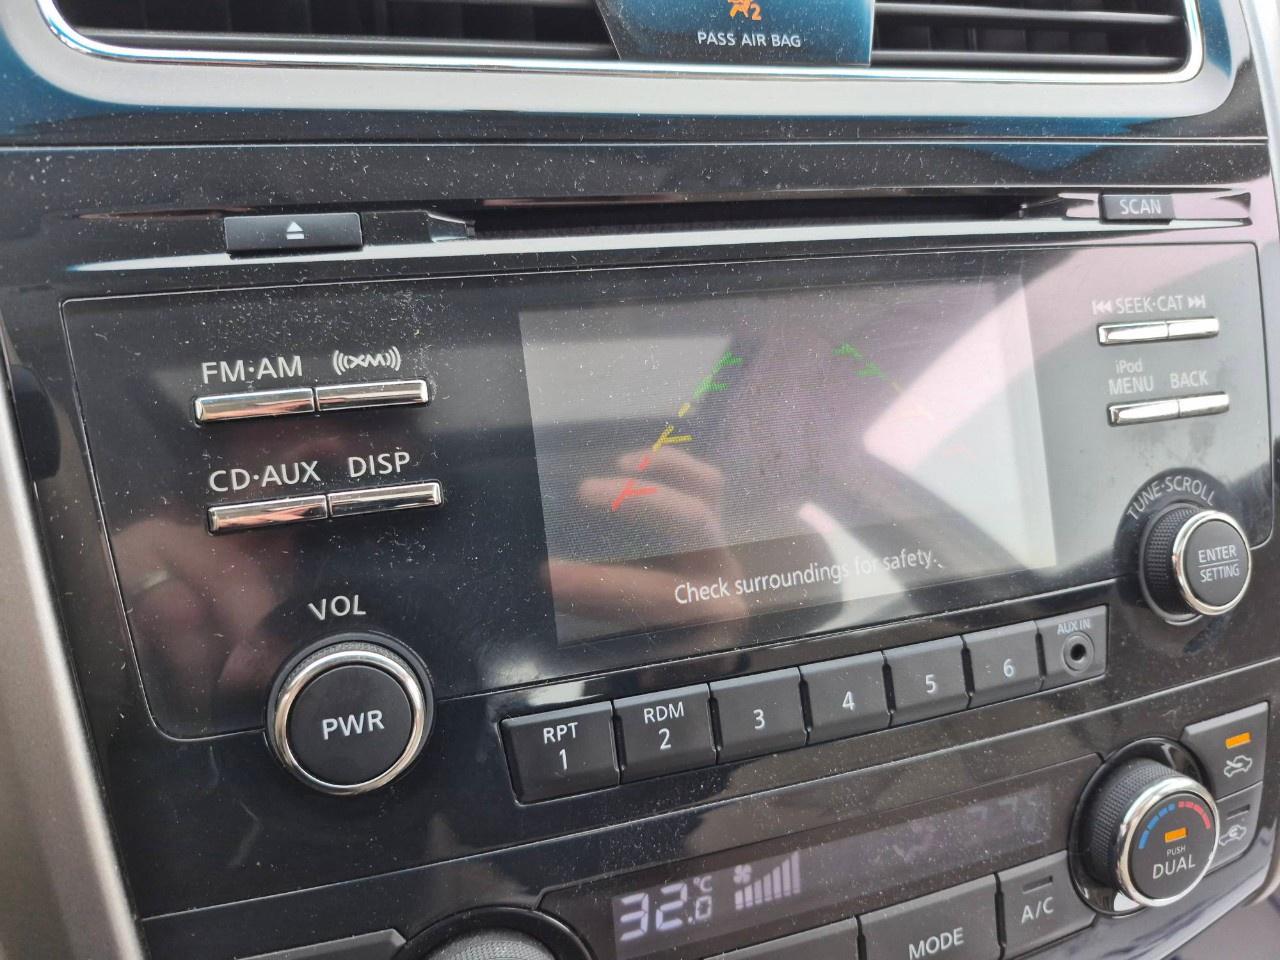 2
PASS AIR BAG
SCAN
FM·AM
((XM))
SEEK·CAT
iPod
MENU
BACK
CD·AUX
DISP
TUNE·SCROLL
ENTER
SETTING
Check surroundings for safety.
VOL
PWR
AUX IN
RPT
1
RDM
2
3
4
5
6
PUSH
DUAL
32.0 °C
MODE
A/C